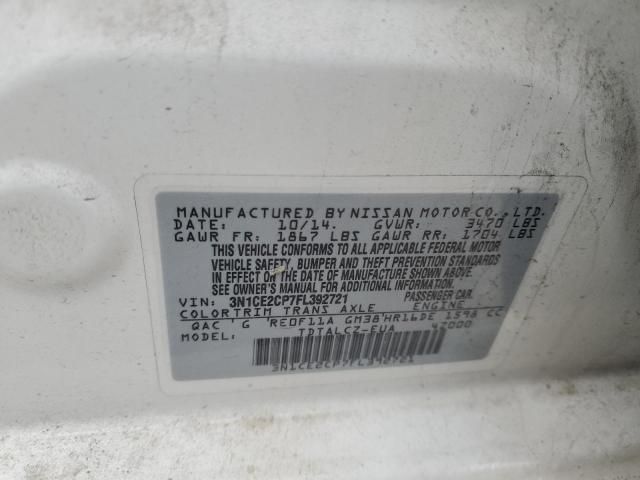 MANUFACTURED BY NISSAN MOTOR CO., LTD.
DATE: 10/14. GVWR: 3470 LBS
GAWR FR: 1867 LBS GAWR RR: 1704 LBS
THIS VEHICLE CONFORMS TO ALL APPLICABLE FEDERAL MOTOR
VEHICLE SAFETY, BUMPER AND THEFT PREVENTION STANDARDS
IN EFFECT ON THE DATE OF MANUFACTURE SHOWN ABOVE.
SEE OWNER'S MANUAL FOR ADDITIONAL INFORMATION.
VIN: 3N1CE2CP7FL392721 PASSENGER CAR
COLOR TRIM TRANS AXLE ENGINE
QAC G RE0F11A GM38 HR16DE 1598 CC
MODEL: TDTALCZ-EUA 47000
3N1CE2CP7FL392721